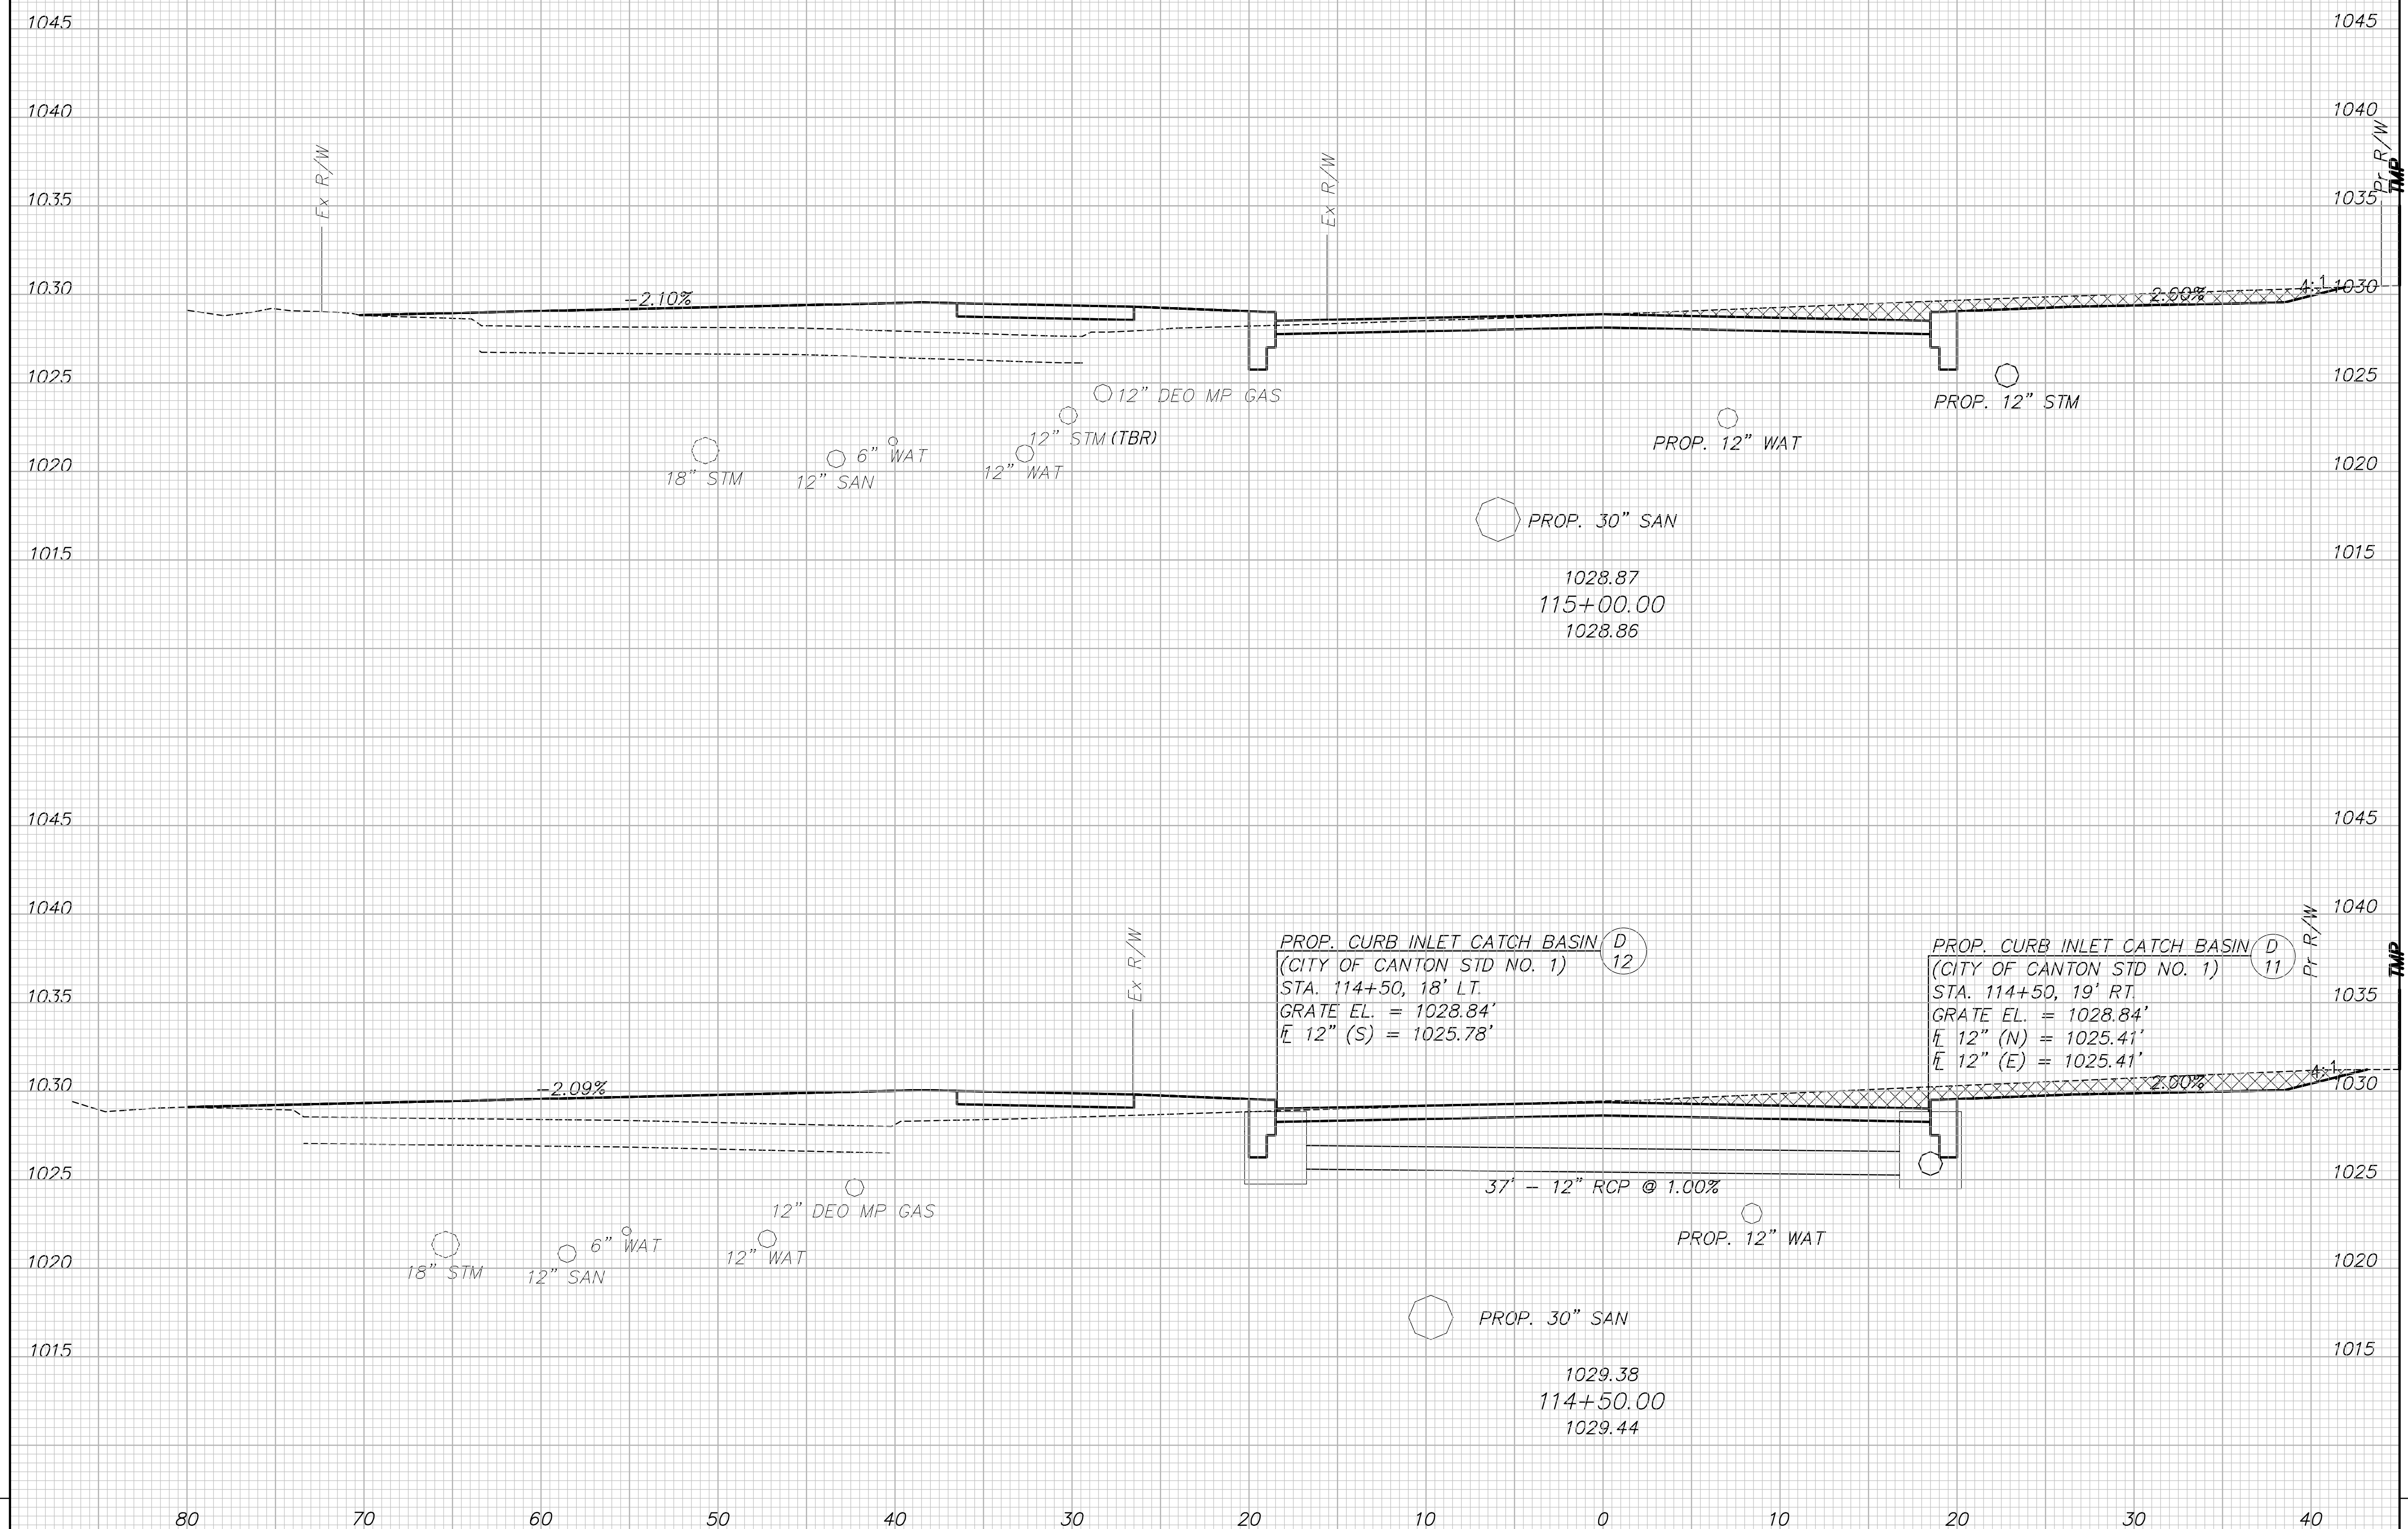 1045 1045
1040 1040
Ex R/W Ex R/W Pr R/W TMP
1035 1035
1030 -2.10% 2.00% 4:1 1030
1025 1025
12" DEO MP GAS
PROP. 12" STM
12" STM (TBR)
PROP. 12" WAT
6" WAT
1020 18" STM 12" SAN 12" WAT 1020
PROP. 30" SAN
1015 1015
1028.87
115+00.00
1028.86
1045 1045
1040 1040
Ex R/W Pr R/W TMP
PROP. CURB INLET CATCH BASIN D 12
(CITY OF CANTON STD NO. 1)
STA. 114+50, 18' LT.
GRATE EL. = 1028.84'
FL 12" (S) = 1025.78'
PROP. CURB INLET CATCH BASIN D 11
(CITY OF CANTON STD NO. 1)
STA. 114+50, 19' RT.
GRATE EL. = 1028.84'
FL 12" (N) = 1025.41'
FL 12" (E) = 1025.41'
1035 1035
1030 -2.09% 2.00% 4:1 1030
1025 1025
37' - 12" RCP @ 1.00%
12" DEO MP GAS
PROP. 12" WAT
6" WAT
12" WAT
1020 18" STM 12" SAN 1020
PROP. 30" SAN
1015 1015
1029.38
114+50.00
1029.44
80 70 60 50 40 30 20 10 0 10 20 30 40